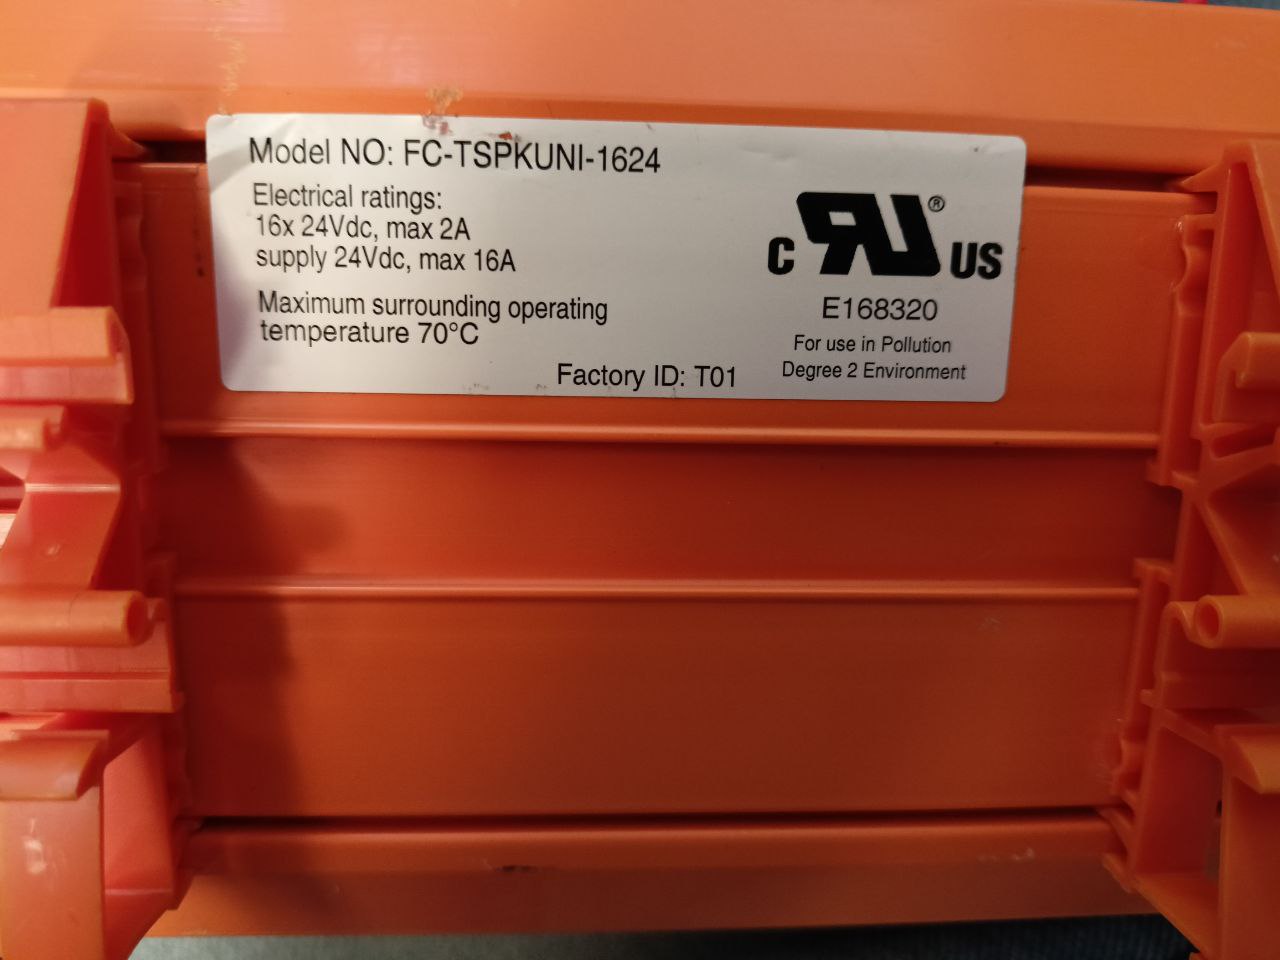 Model NO: FC-TSPKUNI-1624
Electrical ratings:
16x 24Vdc, max 2A
supply 24Vdc, max 16A
Maximum surrounding operating
temperature 70°C
Factory ID: T01
c RU® US
E168320
For use in Pollution
Degree 2 Environment